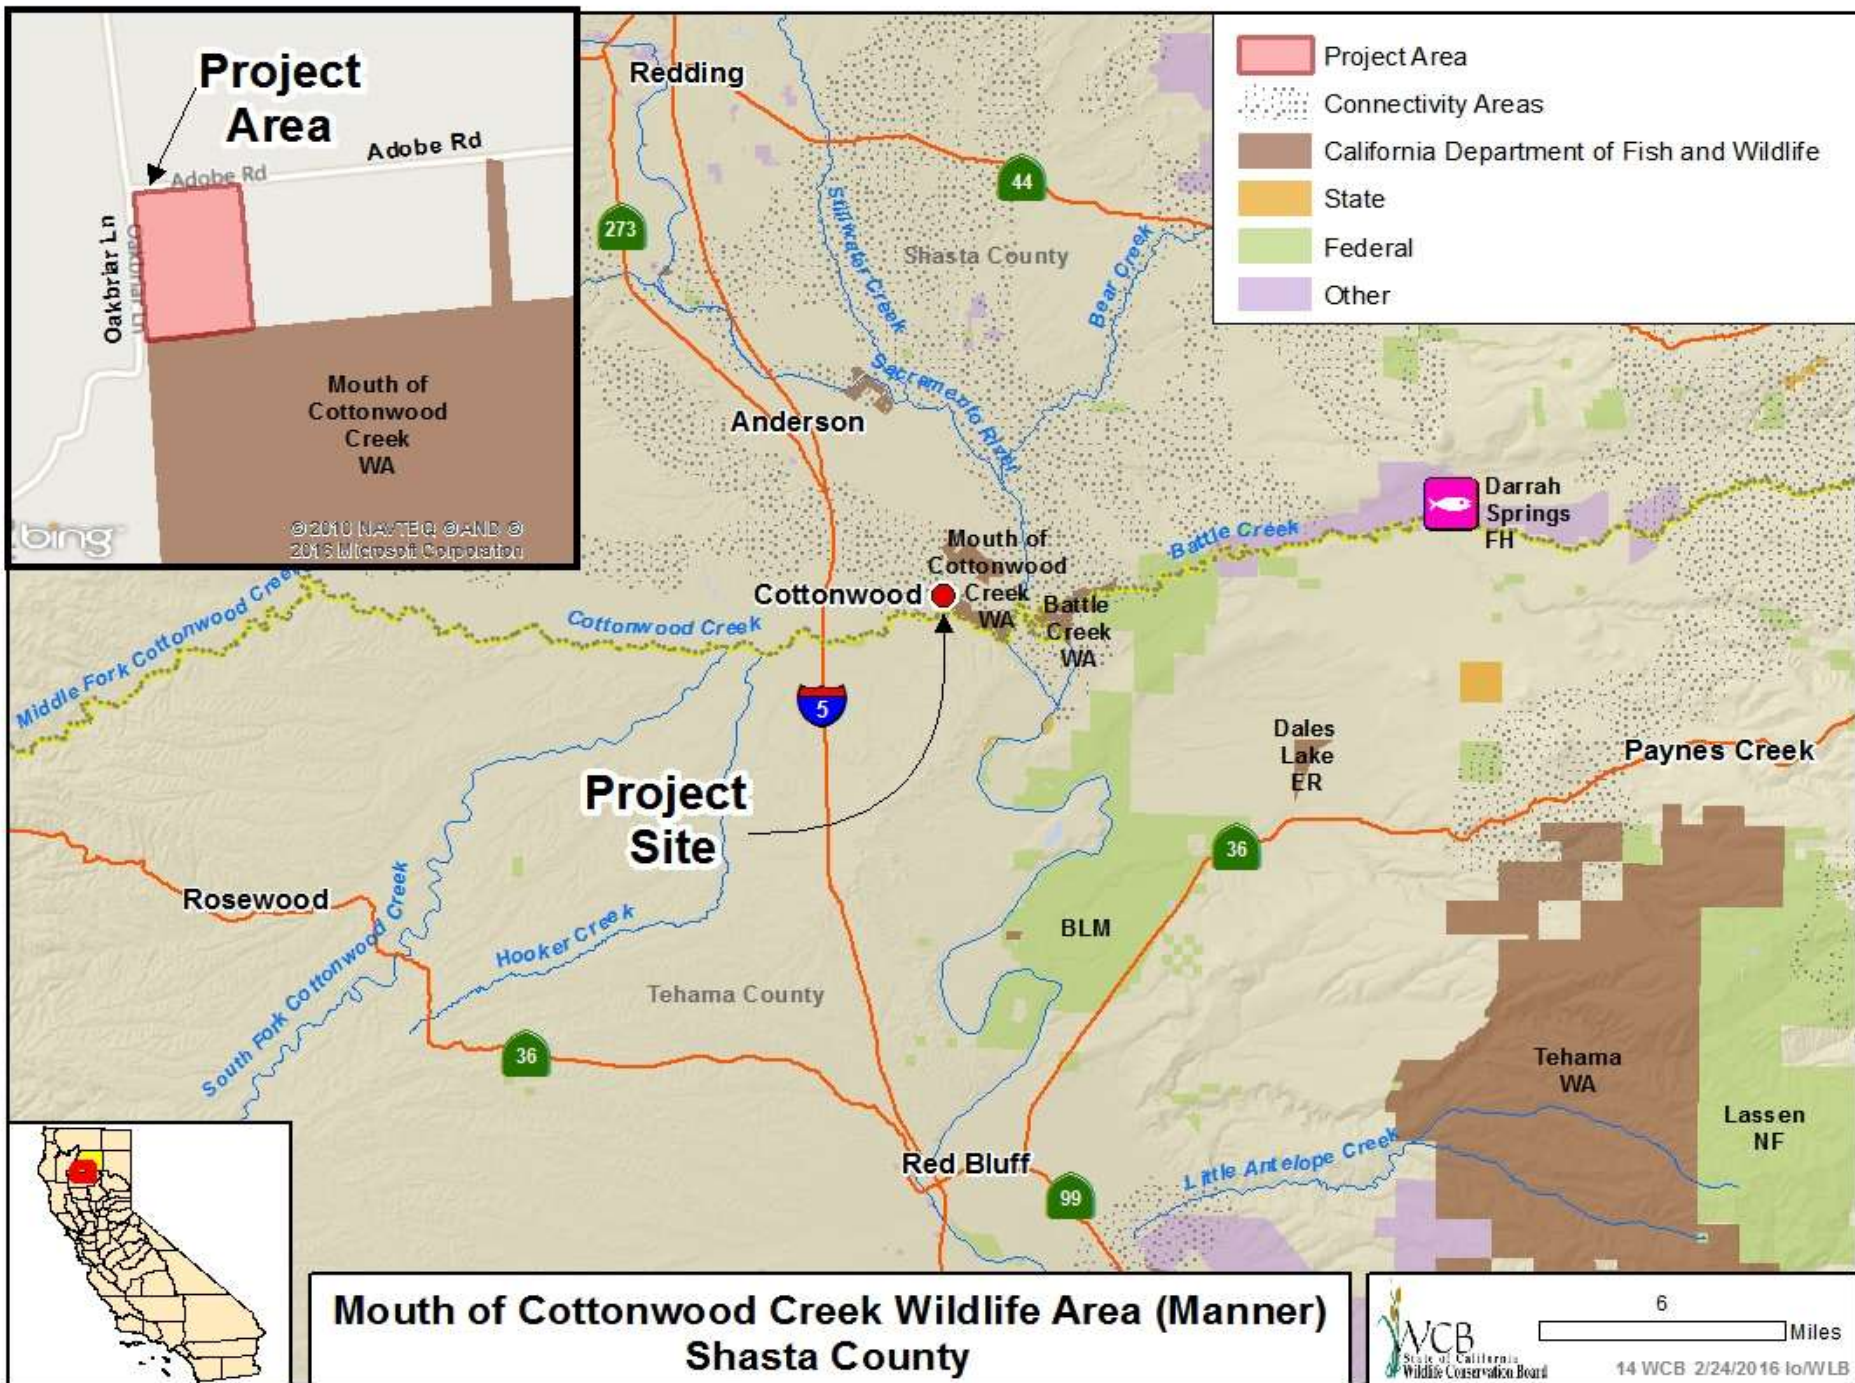 Project
Area
Adobe Rd
Adobe Rd
Oakbriar Ln
Oakbriar Ln
Mouth of
Cottonwood
Creek
WA
bing
Redding
273
44
Shasta County
Stillwater Creek
Bear Creek
Sacramento River
Anderson
Project Area
Connectivity Areas
California Department of Fish and Wildlife
State
Federal
Other
Darrah
Springs
FH
Battle Creek
Mouth of
Cottonwood
Creek
WA
Cottonwood
Battle
Creek
WA
Middle Fork Cottonwood Creek
Cottonwood Creek
5
Project
Site
Dales
Lake
ER
Paynes Creek
36
Rosewood
South Fork Cottonwood Creek
Hooker Creek
BLM
Tehama County
36
Tehama
WA
Lassen
NF
Red Bluff
Little Antelope Creek
99
Mouth of Cottonwood Creek Wildlife Area (Manner)
Shasta County
WCB
State of California
Wildlife Conservation Board
6
Miles
14 WCB 2/24/2016 lo/WLB